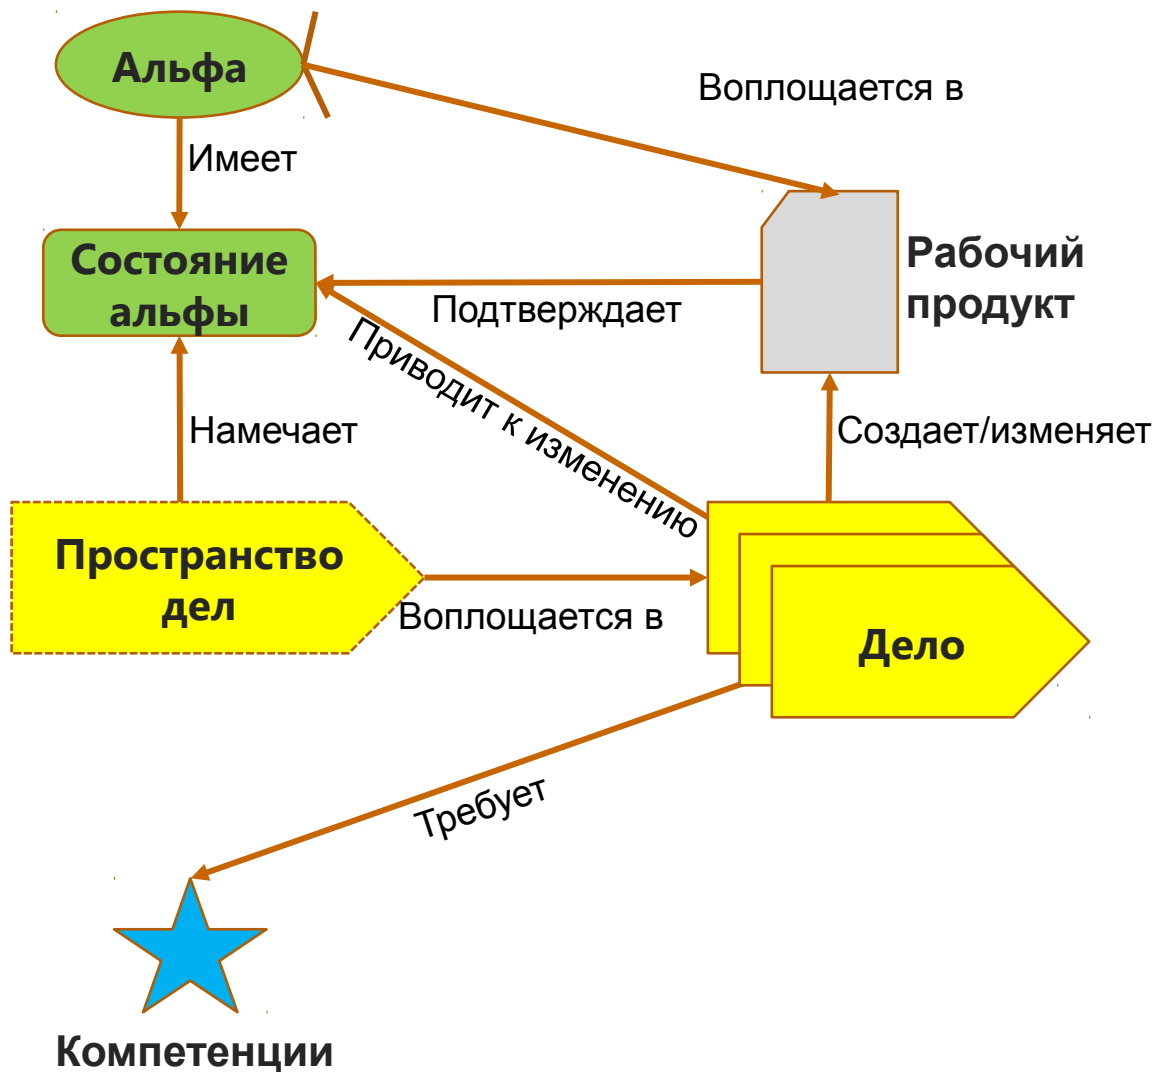 Альфа
Воплощается в
Имеет
Состояние
альфы
Рабочий
продукт
Подтверждает
Приводит к изменению
Намечает
Создает/изменяет
Пространство
дел
Воплощается в
Дело
Требует
Компетенции